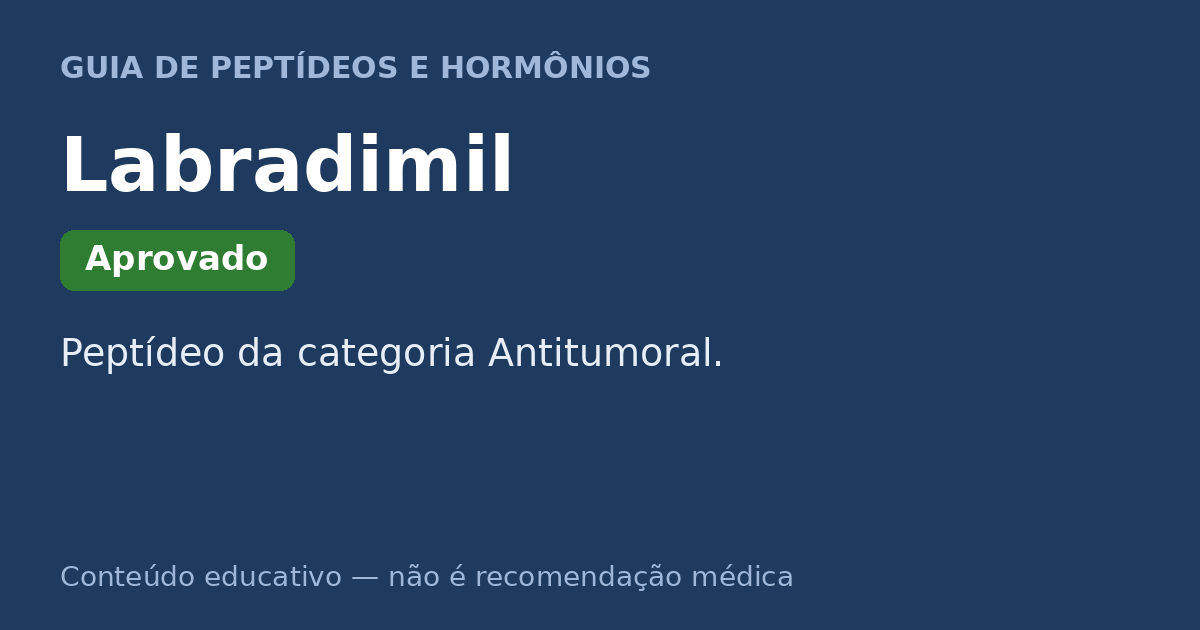 GUIA DE PEPTÍDEOS E HORMÔNIOS
Labradimil
Aprovado
Peptídeo da categoria Antitumoral.
Conteúdo educativo — não é recomendação médica